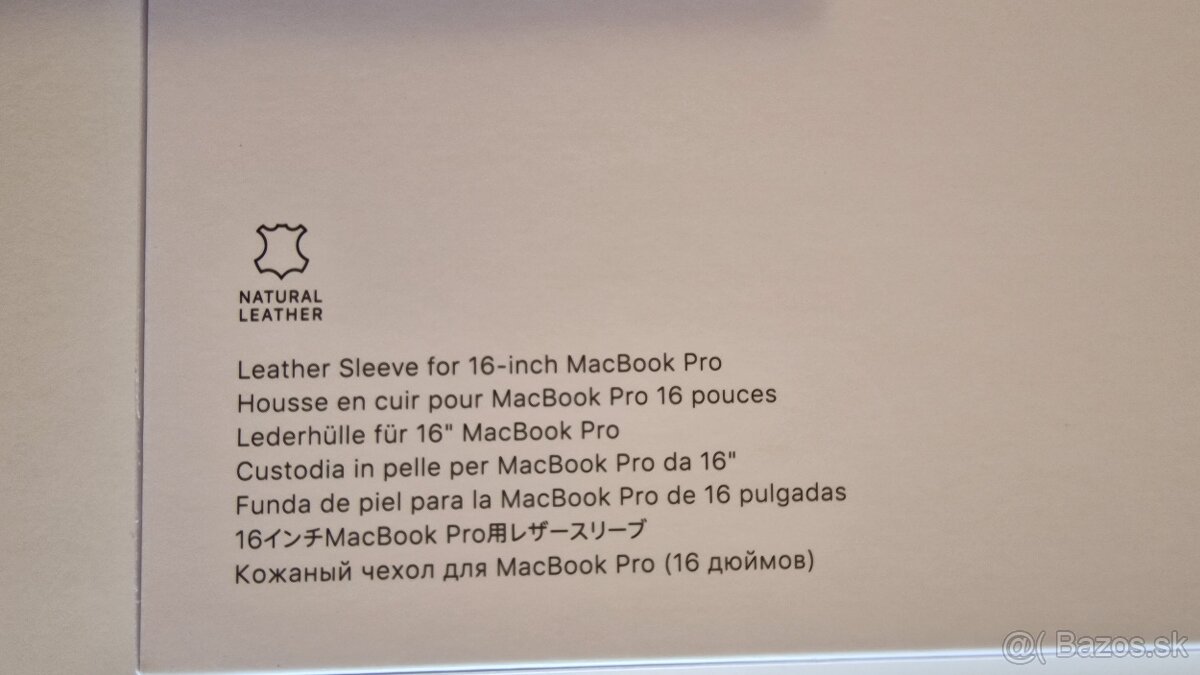 NATURAL
LEATHER
Leather Sleeve for 16-inch MacBook Pro
Housse en cuir pour MacBook Pro 16 pouces
Lederhülle für 16" MacBook Pro
Custodia in pelle per MacBook Pro da 16"
Funda de piel para la MacBook Pro de 16 pulgadas
16インチMacBook Pro用レザースリーブ
Кожаный чехол для MacBook Pro (16 дюймов)
@( Bazos.sk